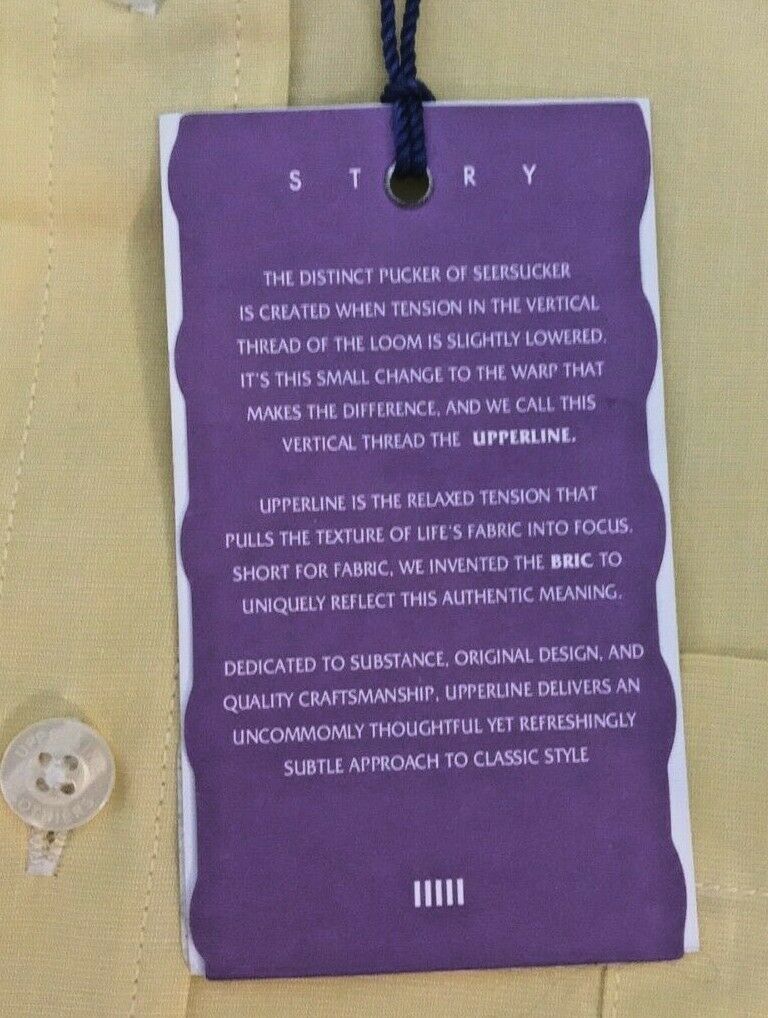 S T O R Y
THE DISTINCT PUCKER OF SEERSUCKER
IS CREATED WHEN TENSION IN THE VERTICAL
THREAD OF THE LOOM IS SLIGHTLY LOWERED.
IT'S THIS SMALL CHANGE TO THE WARP THAT
MAKES THE DIFFERENCE, AND WE CALL THIS
VERTICAL THREAD THE UPPERLINE.
UPPERLINE IS THE RELAXED TENSION THAT
PULLS THE TEXTURE OF LIFE'S FABRIC INTO FOCUS.
SHORT FOR FABRIC, WE INVENTED THE BRIC TO
UNIQUELY REFLECT THIS AUTHENTIC MEANING.
DEDICATED TO SUBSTANCE, ORIGINAL DESIGN, AND
QUALITY CRAFTSMANSHIP, UPPERLINE DELIVERS AN
UNCOMMOMLY THOUGHTFUL YET REFRESHINGLY
SUBTLE APPROACH TO CLASSIC STYLE